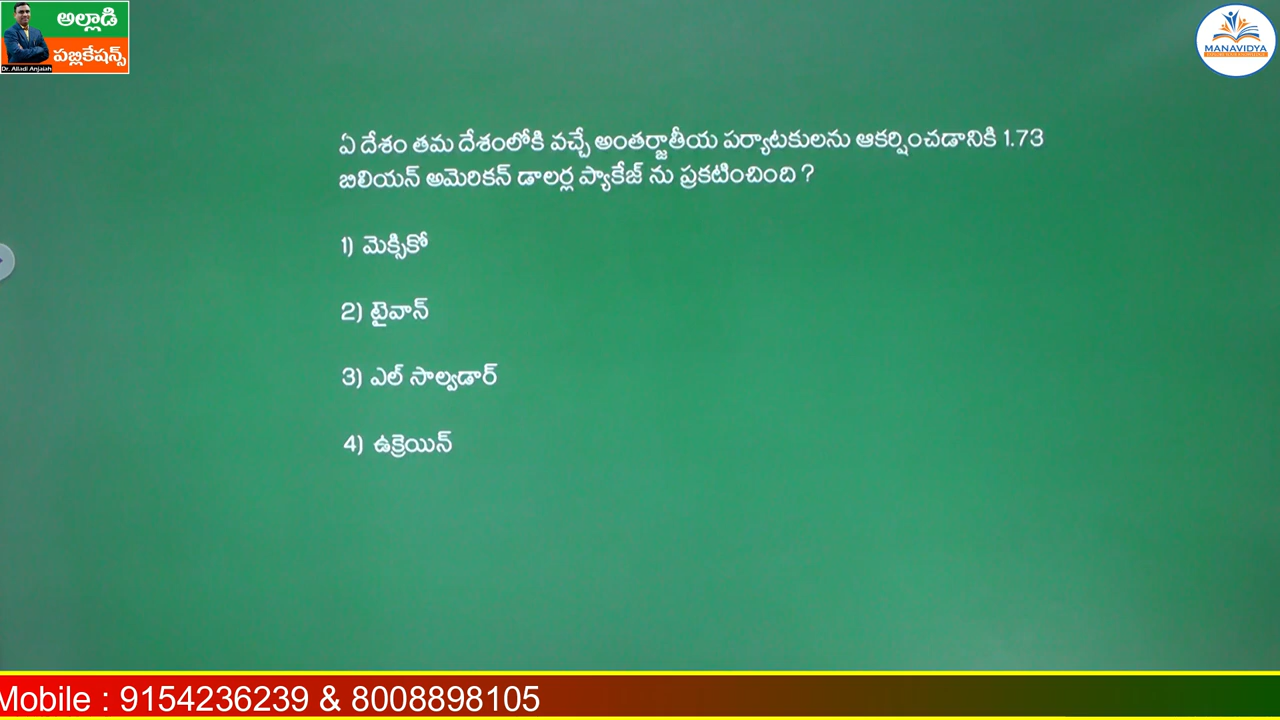 అల్లాడి
పబ్లికేషన్స్
Dr. Alladi Anjaiah
MANAVIDYA
ఏ దేశం తమ దేశంలోకి వచ్చే అంతర్జాతీయ పర్యాటకులను ఆకర్షించడానికి 1.73
బిలియన్ అమెరికన్ డాలర్ల ప్యాకేజ్ ను ప్రకటించింది ?
1) మెక్సికో
2) టైవాన్
3) ఎల్ సాల్వడార్
4) ఉక్రెయిన్
Mobile : 9154236239 & 8008898105